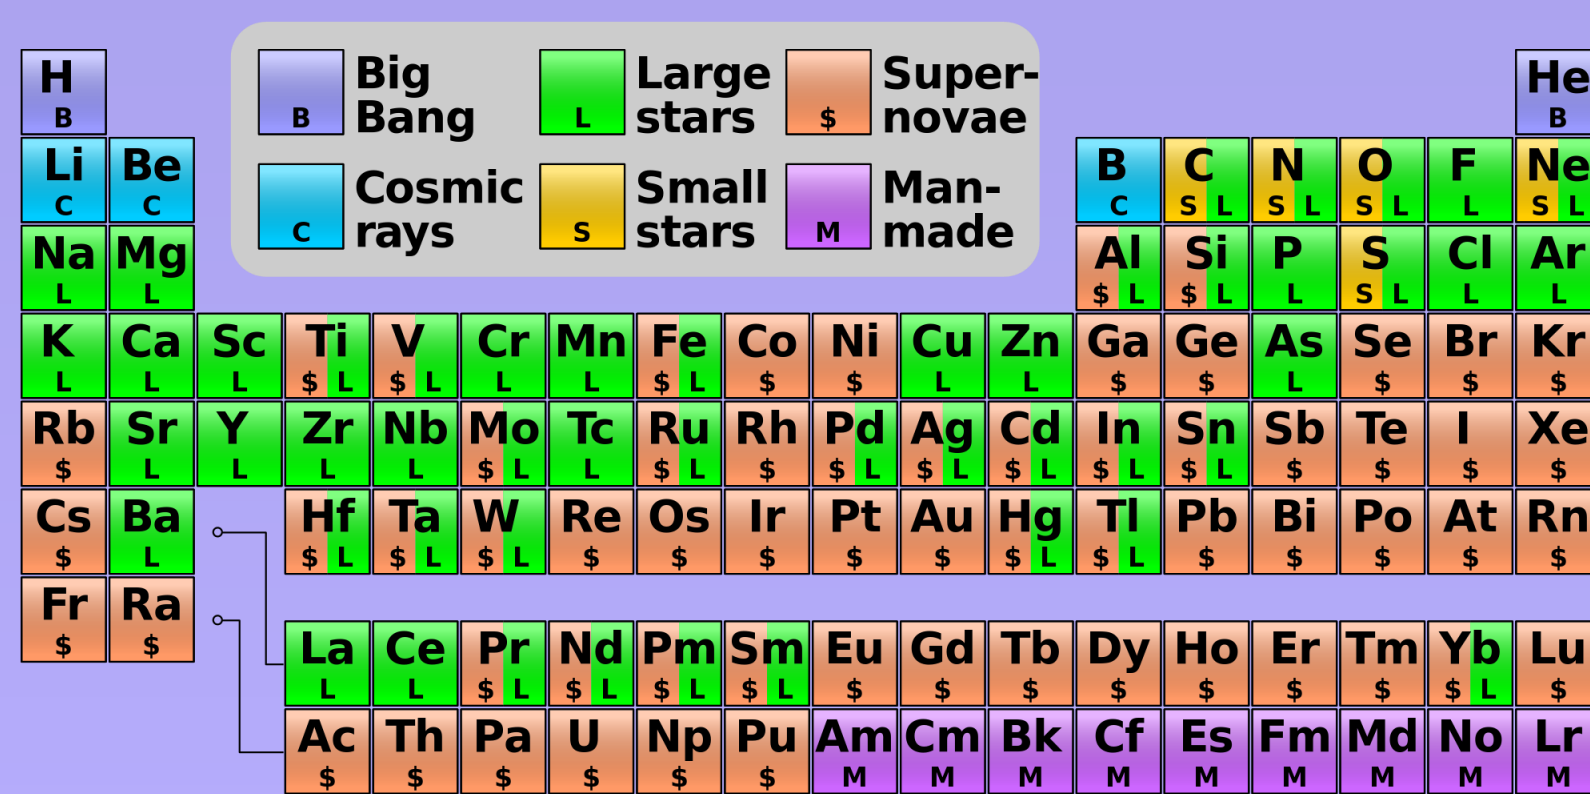 H
B
Big
Bang
B
Large
stars
L
Super-
novae
$
He
B
Li
C
Be
C
Cosmic
rays
C
Small
stars
S
Man-
made
M
B
C
C
S L
N
S L
O
S L
F
L
Ne
S L
Na
L
Mg
L
Al
$ L
Si
$ L
P
L
S
S L
Cl
L
Ar
L
K Ca Sc Ti V Cr Mn Fe Co Ni Cu Zn Ga Ge As Se Br Kr
L L L $ L $ L L L $ L $ $ L L $ $ L $ $ $
Rb Sr Y Zr Nb Mo Tc Ru Rh Pd Ag Cd In Sn Sb Te I Xe
$ L L L L $ L L $ L $ $ L $ L $ L $ L $ L $ $ $ $
Cs Ba Hf Ta W Re Os Ir Pt Au Hg Tl Pb Bi Po At Rn
$ L $ L $ L $ L $ $ $ $ $ $ L $ L $ $ $ $ $
Fr Ra
$ $
La Ce Pr Nd Pm Sm Eu Gd Tb Dy Ho Er Tm Yb Lu
L L $ L $ L $ L $ L $ $ $ $ $ $ $ $ L $
Ac Th Pa U Np Pu Am Cm Bk Cf Es Fm Md No Lr
$ $ $ $ $ $ M M M M M M M M M